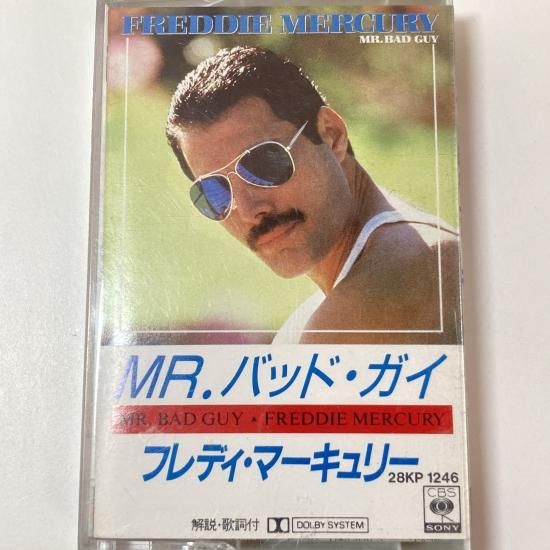 FREDDIE MERCURY
MR. BAD GUY
MR. バッド・ガイ
MR. BAD GUY ▲ FREDDIE MERCURY
フレディ・マーキュリー
28KP 1246
CBS
SONY
解説・歌詞付 DOLBY SYSTEM